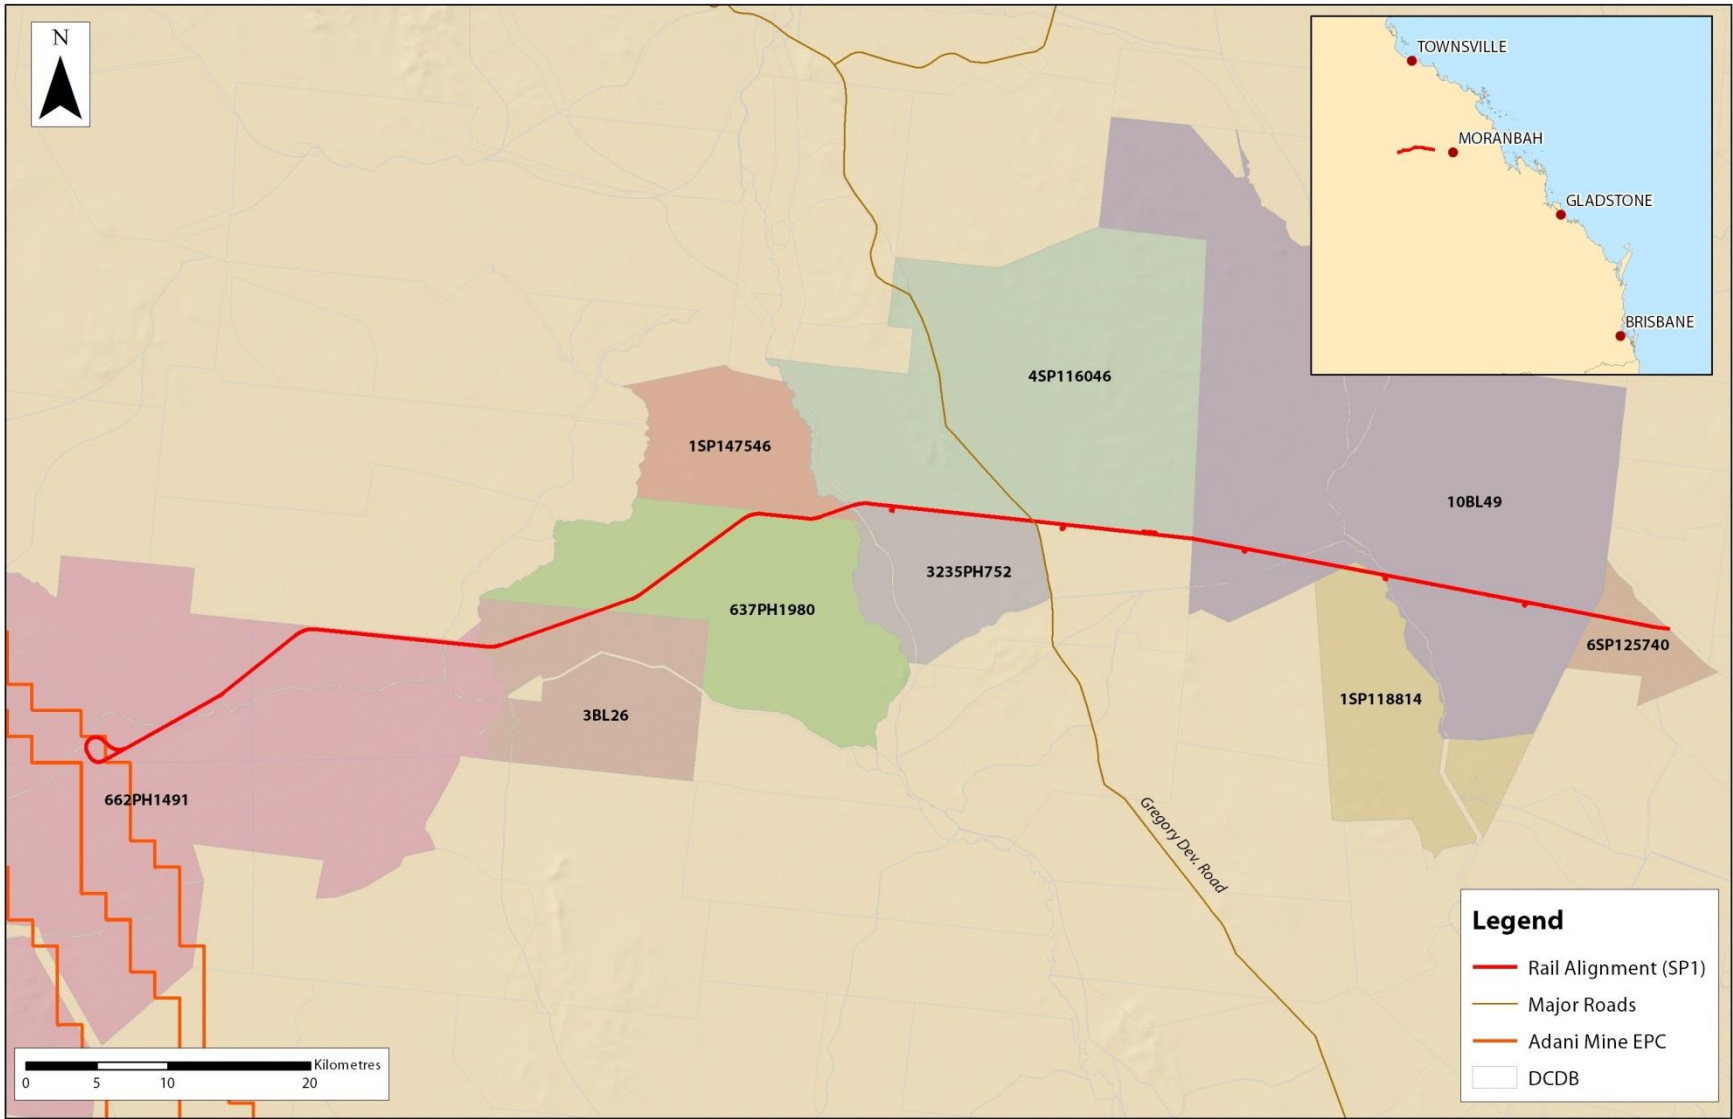 N
TOWNSVILLE
MORANBAH
GLADSTONE
BRISBANE
4SP116046
1SP147546
10BL49
3235PH752
637PH1980
6SP125740
1SP118814
3BL26
662PH1491
Gregory Dev. Road
Legend
Rail Alignment (SP1)
Major Roads
Adani Mine EPC
DCDB
Kilometres
0 5 10 20